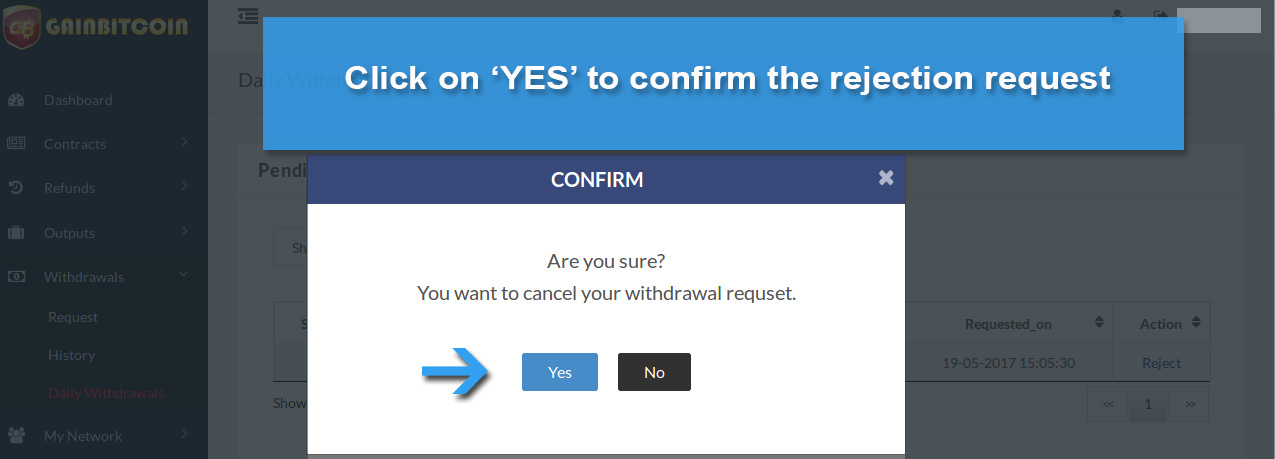 GAINBITCOIN
Daily Withd
Click on ‘YES’ to confirm the rejection request
Dashboard
Contracts
Refunds
Outputs
Withdrawals
Request
History
Daily Withdrawals
My Network
Pendi
CONFIRM
Sh
Are you sure?
You want to cancel your withdrawal requset.
S
Requested_on
Action
19-05-2017 15:05:30
Reject
Yes
No
Show
<<
1
>>